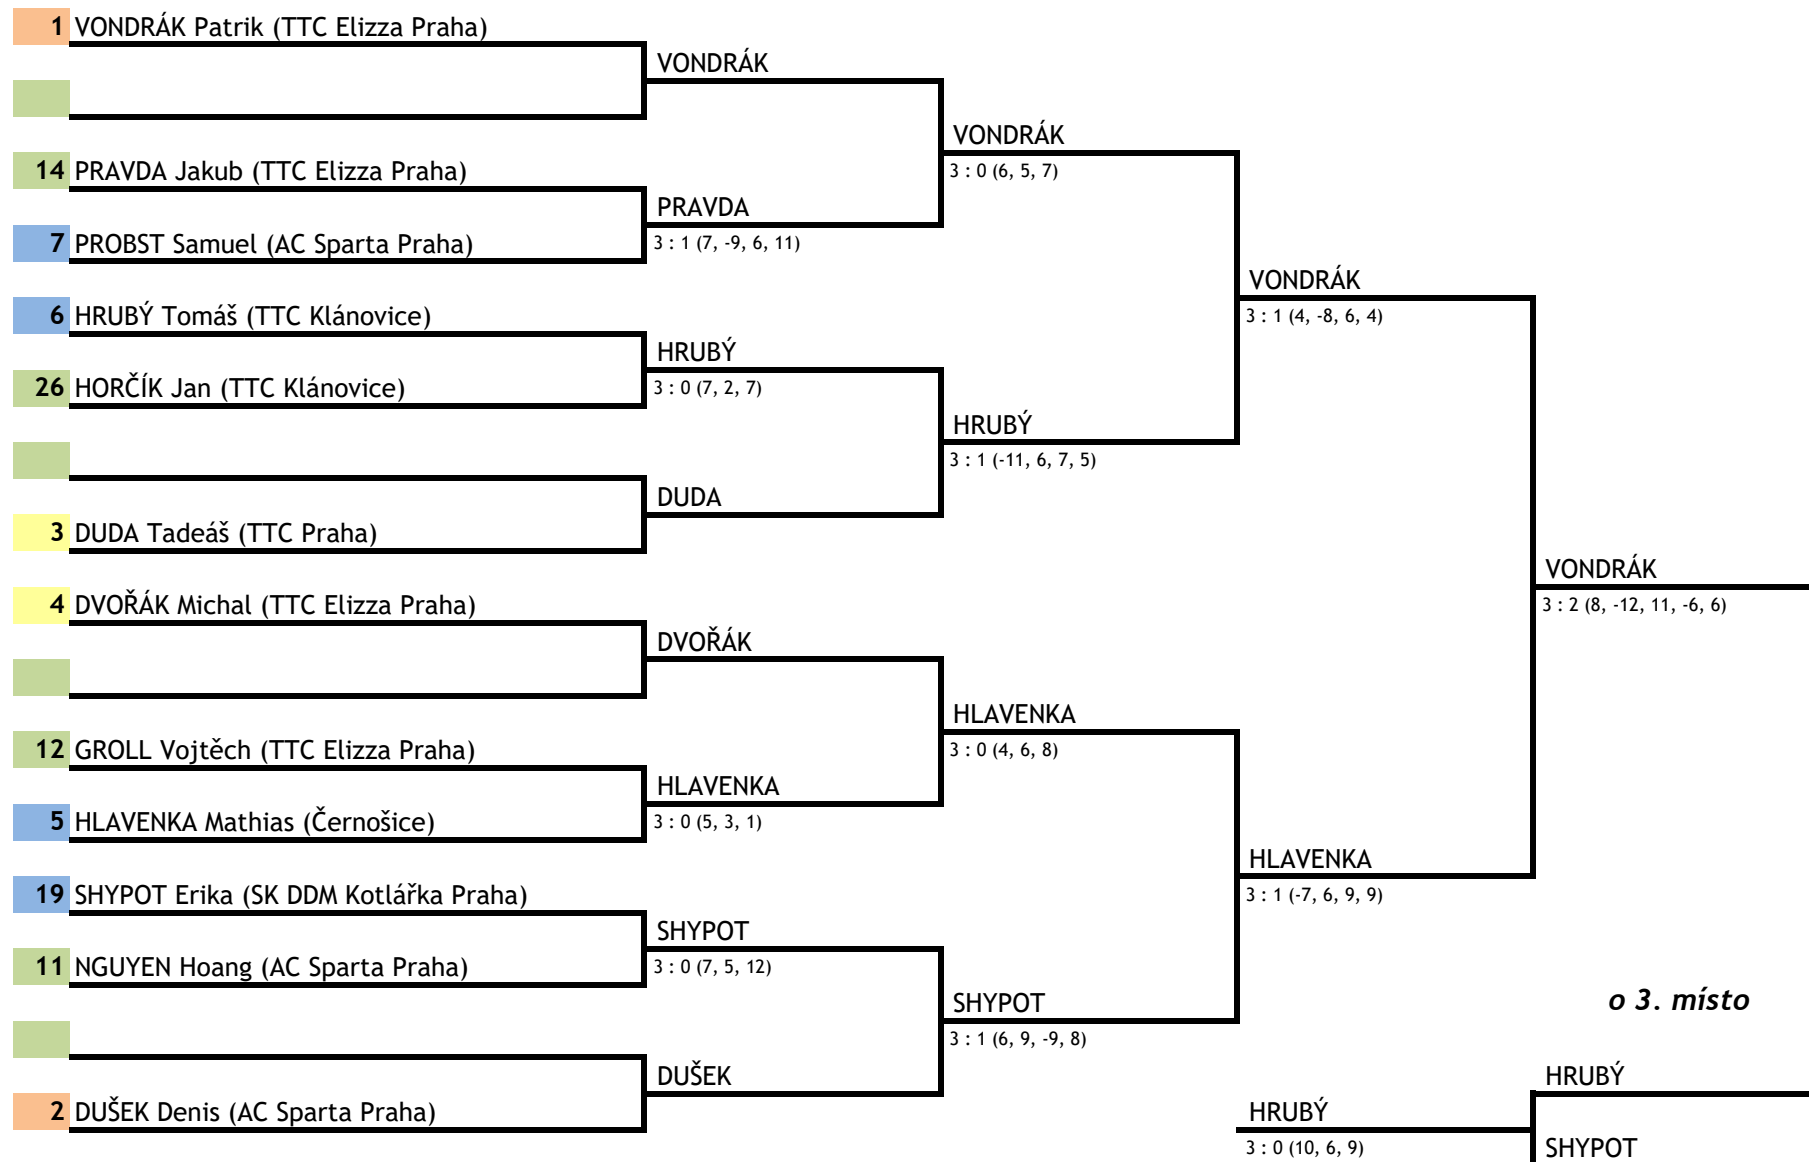 1 VONDRÁK Patrik (TTC Elizza Praha)
VONDRÁK
VONDRÁK
3 : 0 (6, 5, 7)
14 PRAVDA Jakub (TTC Elizza Praha)
PRAVDA
3 : 1 (7, -9, 6, 11)
7 PROBST Samuel (AC Sparta Praha)
VONDRÁK
3 : 1 (4, -8, 6, 4)
6 HRUBÝ Tomáš (TTC Klánovice)
HRUBÝ
3 : 0 (7, 2, 7)
26 HORČÍK Jan (TTC Klánovice)
HRUBÝ
3 : 1 (-11, 6, 7, 5)
DUDA
3 DUDA Tadeáš (TTC Praha)
VONDRÁK
3 : 2 (8, -12, 11, -6, 6)
4 DVOŘÁK Michal (TTC Elizza Praha)
DVOŘÁK
HLAVENKA
3 : 0 (4, 6, 8)
12 GROLL Vojtěch (TTC Elizza Praha)
HLAVENKA
3 : 0 (5, 3, 1)
5 HLAVENKA Mathias (Černošice)
HLAVENKA
3 : 1 (-7, 6, 9, 9)
19 SHYPOT Erika (SK DDM Kotlářka Praha)
SHYPOT
3 : 0 (7, 5, 12)
11 NGUYEN Hoang (AC Sparta Praha)
SHYPOT
3 : 1 (6, 9, -9, 8)
o 3. místo
DUŠEK
2 DUŠEK Denis (AC Sparta Praha)
HRUBÝ
HRUBÝ
3 : 0 (10, 6, 9)
SHYPOT